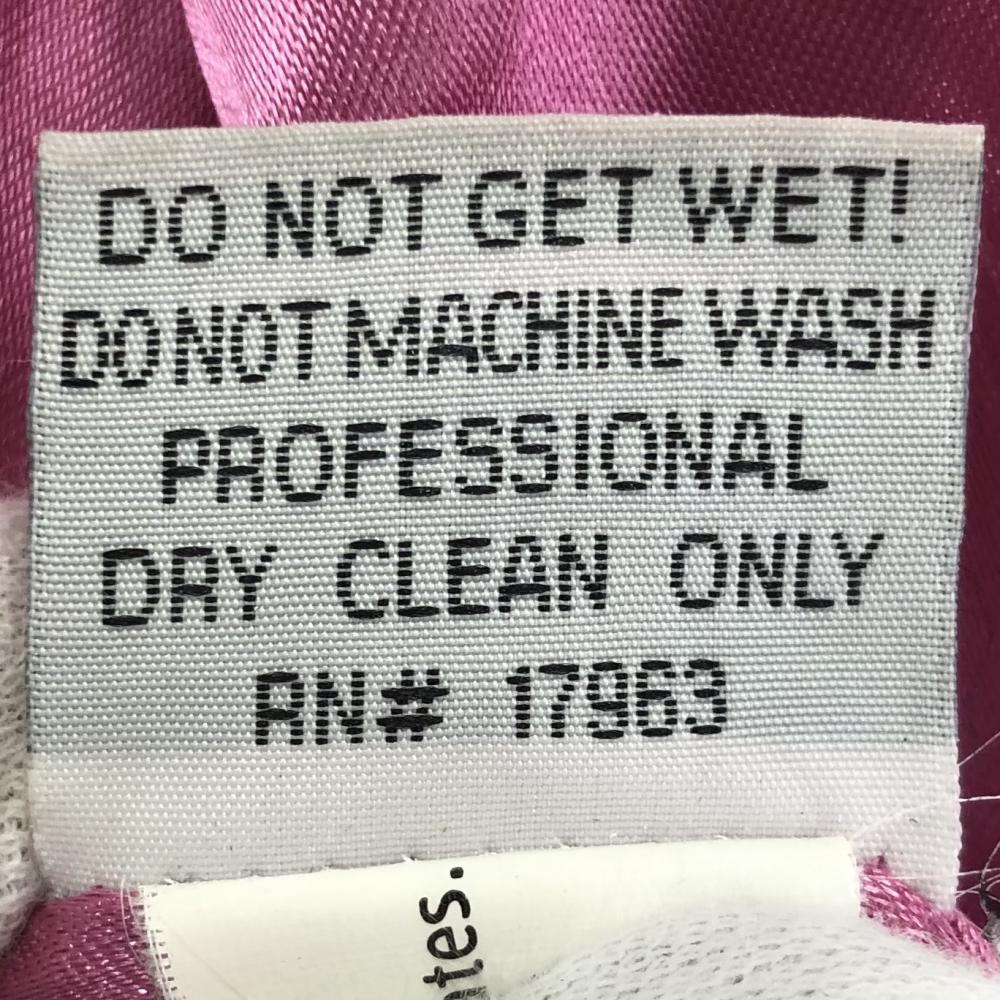 DO NOT GET WET!
DO NOT MACHINE WASH
PROFESSIONAL
DRY CLEAN ONLY
RN# 17963